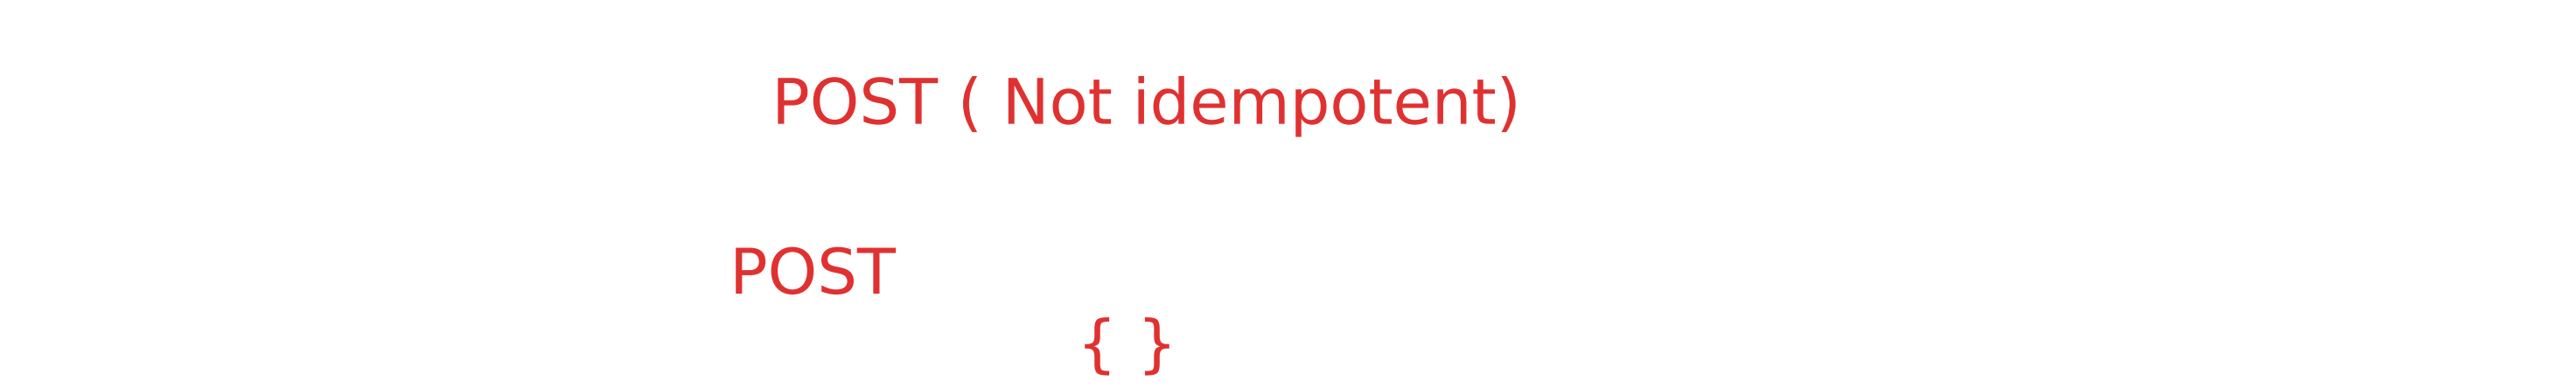 POST ( Not idempotent)
POST
{ }